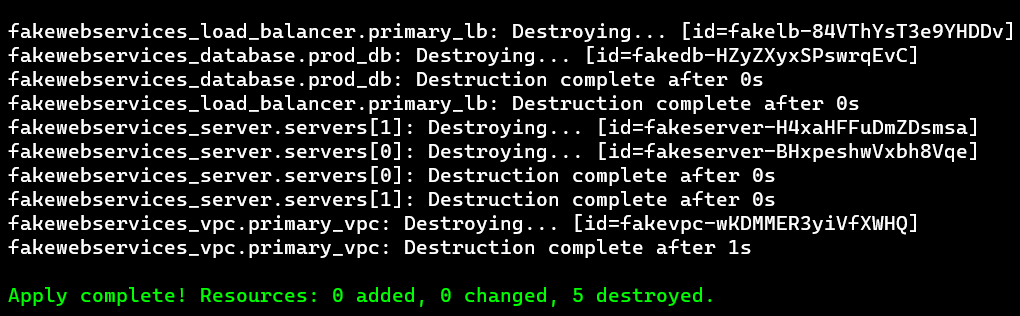 fakewebservices_load_balancer.primary_lb: Destroying... [id=fakelb-84VThYsT3e9YHDDv]
fakewebservices_database.prod_db: Destroying... [id=fakedb-HZyZXyxSPswrqEvC]
fakewebservices_database.prod_db: Destruction complete after 0s
fakewebservices_load_balancer.primary_lb: Destruction complete after 0s
fakewebservices_server.servers[1]: Destroying... [id=fakeserver-H4xaHFFuDmZDsmsa]
fakewebservices_server.servers[0]: Destroying... [id=fakeserver-BHxpeshwVxbh8Vqe]
fakewebservices_server.servers[0]: Destruction complete after 0s
fakewebservices_server.servers[1]: Destruction complete after 0s
fakewebservices_vpc.primary_vpc: Destroying... [id=fakevpc-wKDMMER3yiVfXWHQ]
fakewebservices_vpc.primary_vpc: Destruction complete after 1s
Apply complete! Resources: 0 added, 0 changed, 5 destroyed.